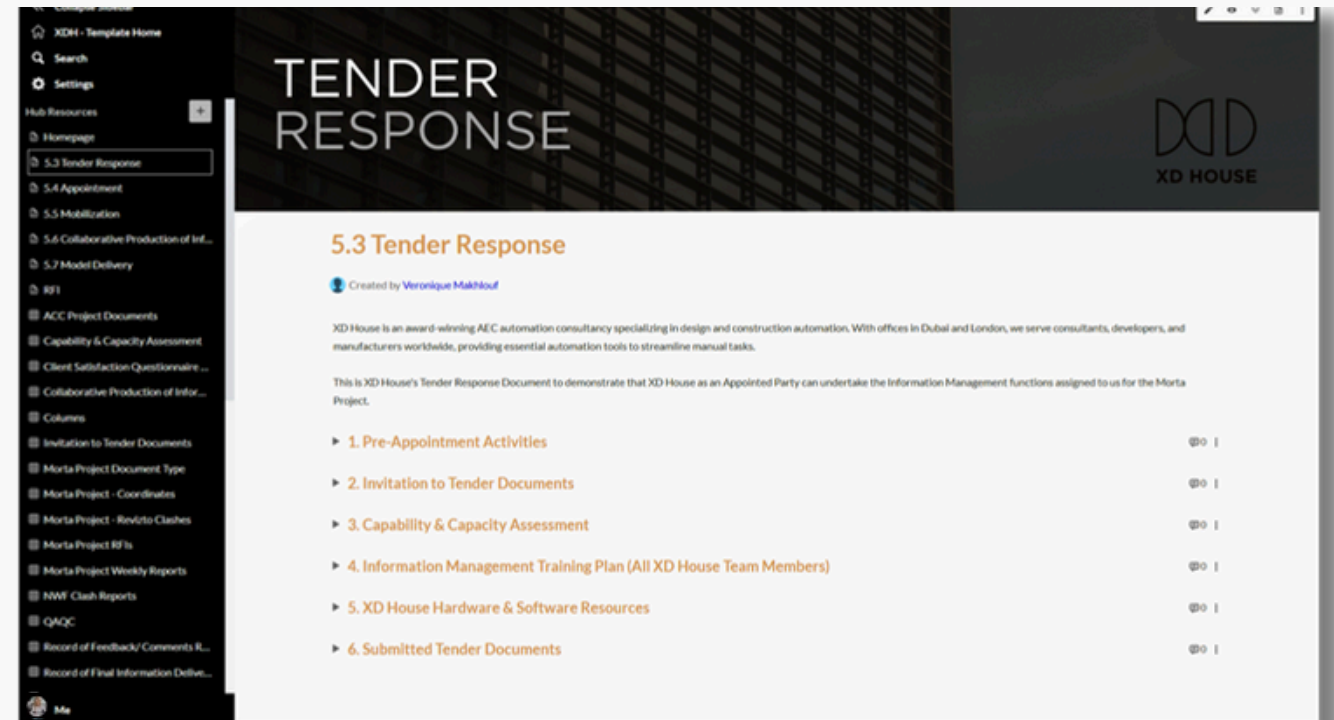 Collapse Sidebar
XDH - Template Home
Search
Settings
Hub Resources
+
Homepage
5.3 Tender Response
5.4 Appointment
5.5 Mobilization
5.6 Collaborative Production of Inf...
5.7 Model Delivery
RFI
ACC Project Documents
Capability & Capacity Assessment
Client Satisfaction Questionnaire ...
Collaborative Production of Infor...
Columns
Invitation to Tender Documents
Morta Project Document Type
Morta Project - Coordinates
Morta Project - Revizto Clashes
Morta Project RFIs
Morta Project Weekly Reports
NWF Clash Reports
QAQC
Record of Feedback/ Comments R...
Record of Final Information Delive...
Me
TENDER
RESPONSE
XD HOUSE
5.3 Tender Response
Created by Veronique Makhlouf
XD House is an award-winning AEC automation consultancy specializing in design and construction automation. With offices in Dubai and London, we serve consultants, developers, and
manufacturers worldwide, providing essential automation tools to streamline manual tasks.
This is XD House's Tender Response Document to demonstrate that XD House as an Appointed Party can undertake the Information Management functions assigned to us for the Morta
Project.
1. Pre-Appointment Activities
0
2. Invitation to Tender Documents
0
3. Capability & Capacity Assessment
0
4. Information Management Training Plan (All XD House Team Members)
0
5. XD House Hardware & Software Resources
0
6. Submitted Tender Documents
0